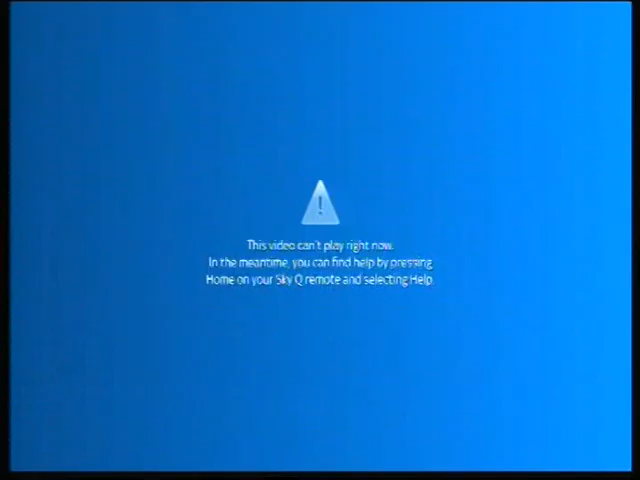 This video can't play right now.
In the meantime, you can find help by pressing
Home on your Sky Q remote and selecting Help.